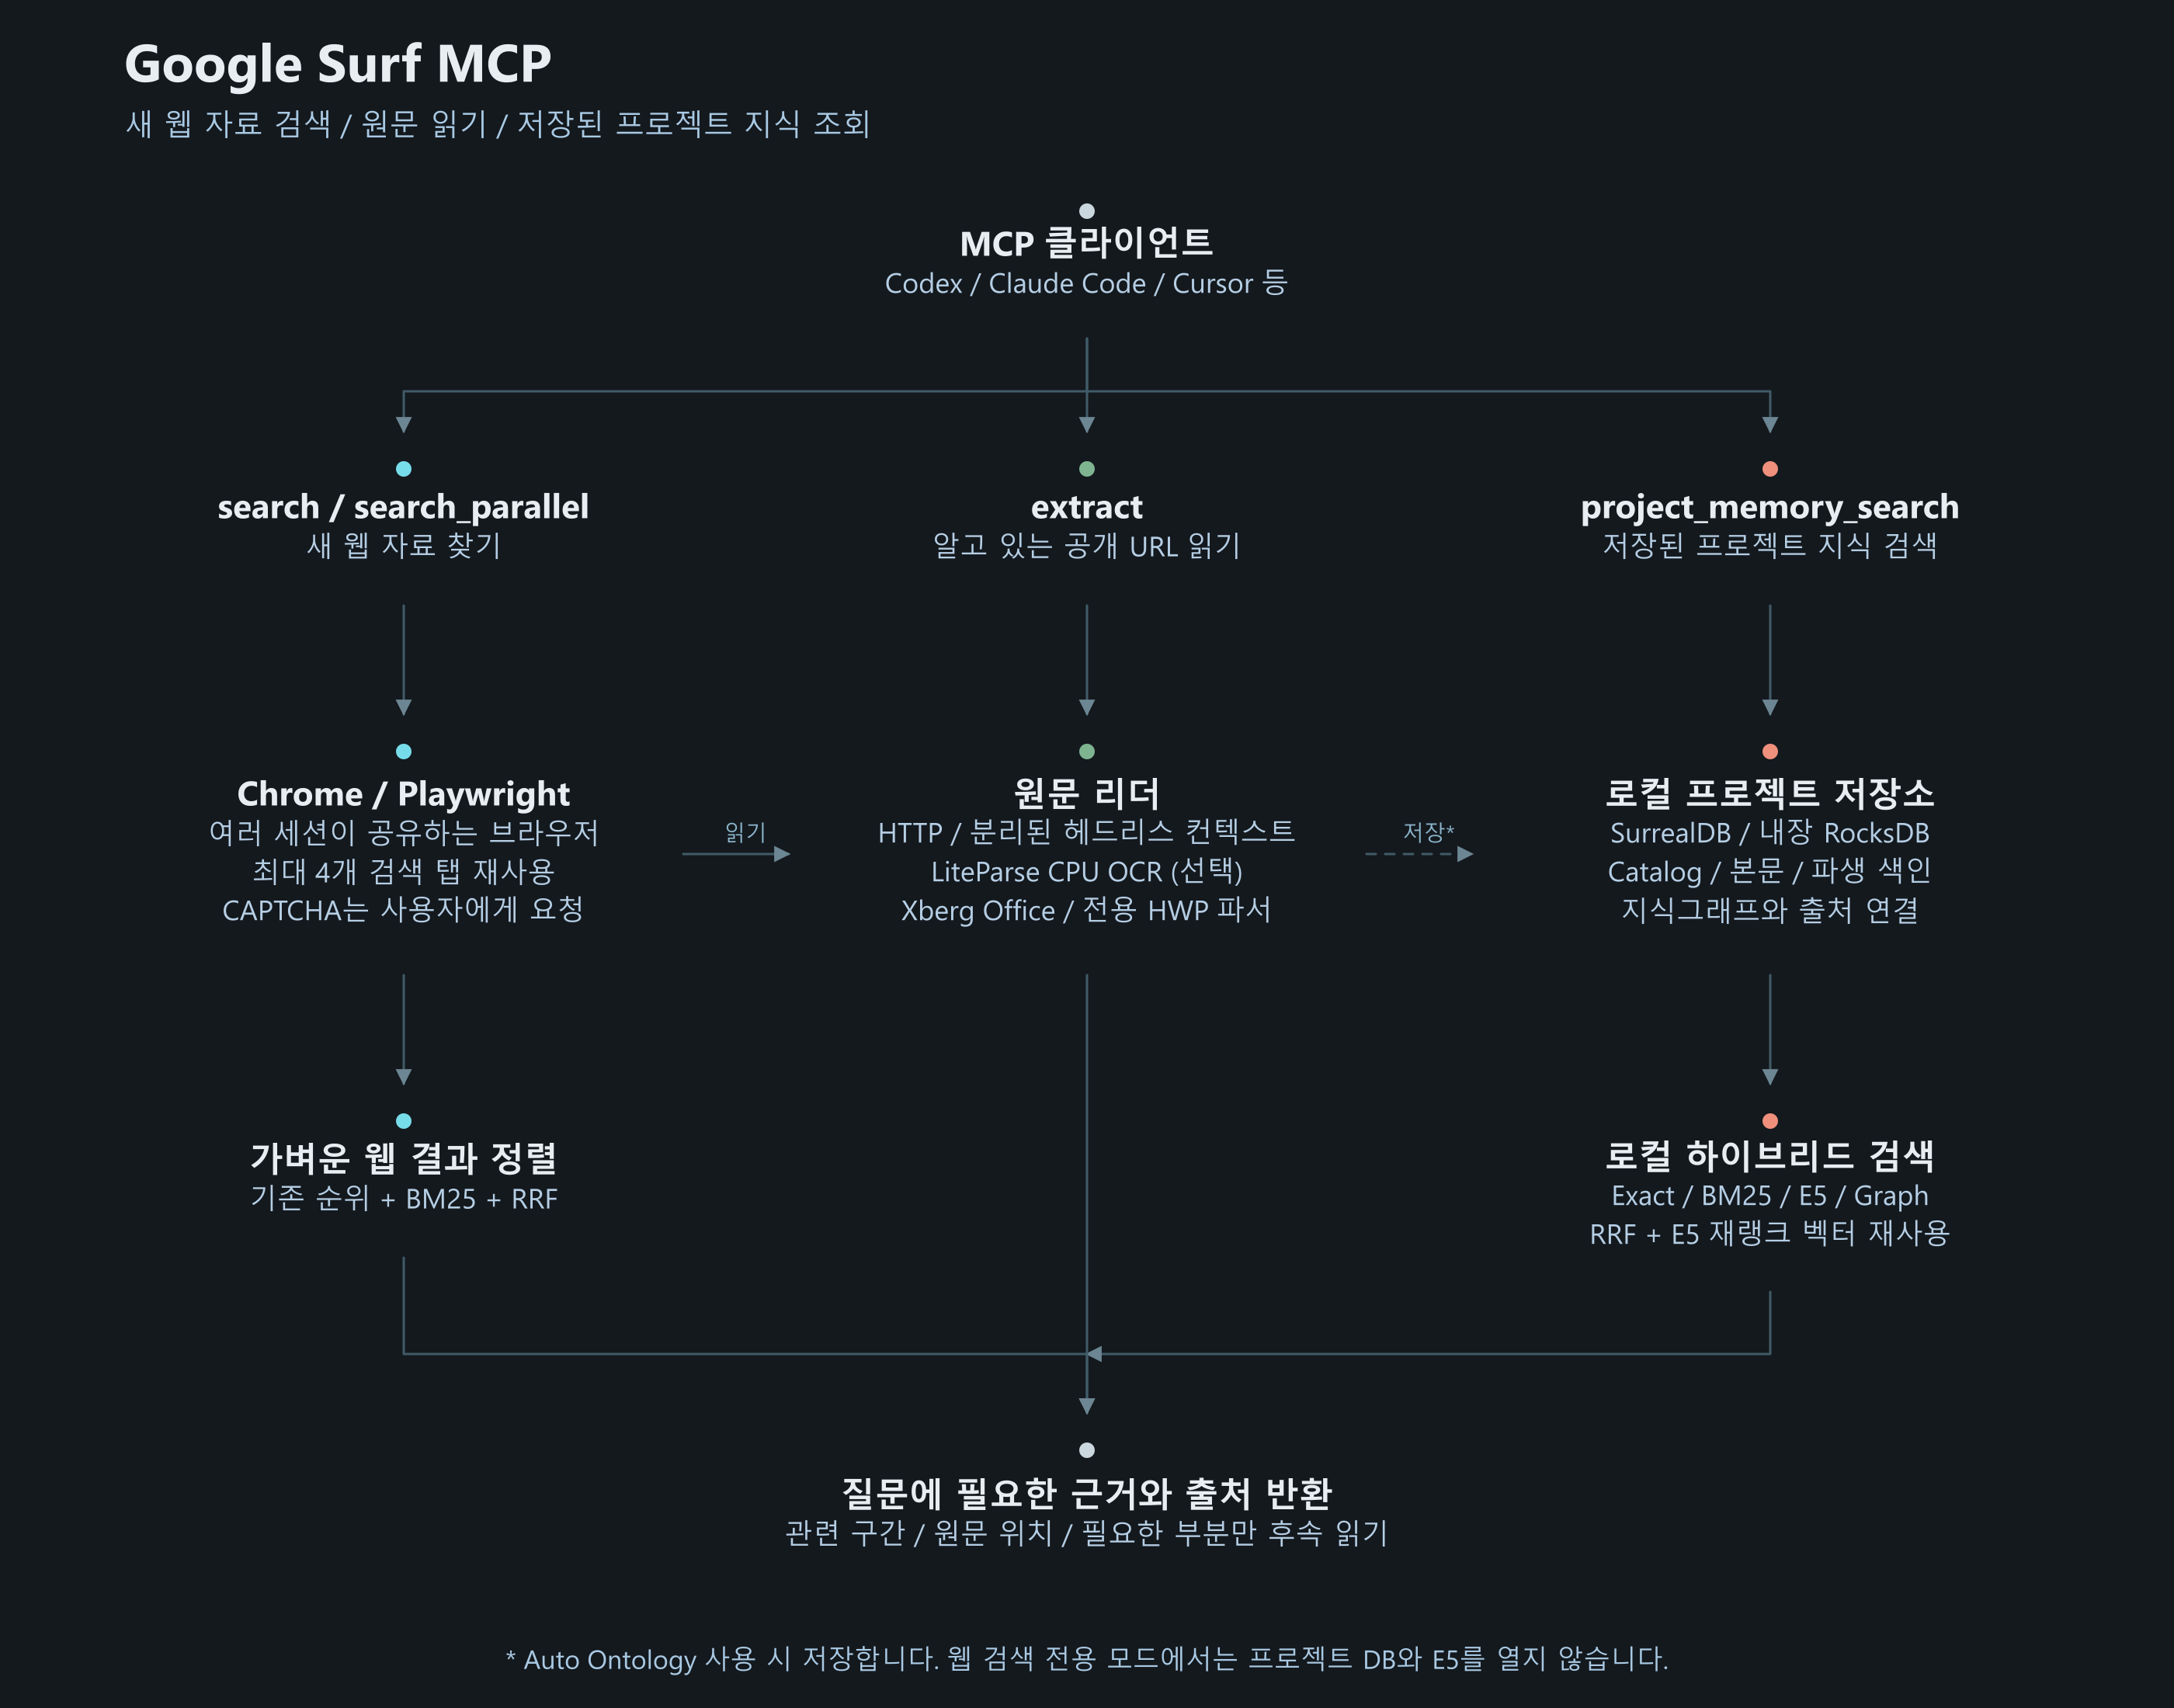 Google Surf MCP
새 웹 자료 검색 / 원문 읽기 / 저장된 프로젝트 지식 조회
MCP 클라이언트
Codex / Claude Code / Cursor 등
search / search_parallel
새 웹 자료 찾기
extract
알고 있는 공개 URL 읽기
project_memory_search
저장된 프로젝트 지식 검색
Chrome / Playwright
여러 세션이 공유하는 브라우저
최대 4개 검색 탭 재사용
CAPTCHA는 사용자에게 요청
읽기
원문 리더
HTTP / 분리된 헤드리스 컨텍스트
LiteParse CPU OCR (선택)
Xberg Office / 전용 HWP 파서
저장*
로컬 프로젝트 저장소
SurrealDB / 내장 RocksDB
Catalog / 본문 / 파생 색인
지식그래프와 출처 연결
가벼운 웹 결과 정렬
기존 순위 + BM25 + RRF
로컬 하이브리드 검색
Exact / BM25 / E5 / Graph
RRF + E5 재랭크 벡터 재사용
질문에 필요한 근거와 출처 반환
관련 구간 / 원문 위치 / 필요한 부분만 후속 읽기
* Auto Ontology 사용 시 저장합니다. 웹 검색 전용 모드에서는 프로젝트 DB와 E5를 열지 않습니다.